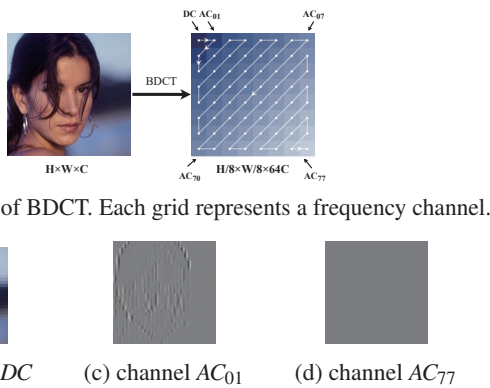 DC AC01 AC07
BDCT
H×W×C
H/8×W/8×64C
AC70 AC77
of BDCT. Each grid represents a frequency channel.
DC (c) channel AC01 (d) channel AC77